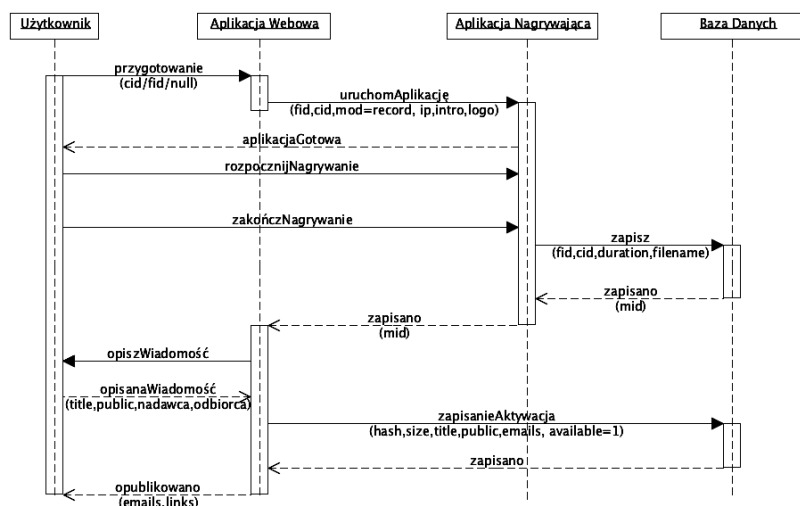 Użytkownik
Aplikacja Webowa
Aplikacja Nagrywająca
Baza Danych
przygotowanie
(cid/fid/null)
uruchomAplikację
(fid,cid,mod=record, ip,intro,logo)
aplikacjaGotowa
rozpocznijNagrywanie
zakończNagrywanie
zapisz
(fid,cid,duration,filename)
zapisano
(mid)
zapisano
(mid)
opiszWiadomość
opisanaWiadomość
(title,public,nadawca,odbiorca)
zapisanieAktywacja
(hash,size,title,public,emails, available=1)
zapisano
opublikowano
(emails,links)